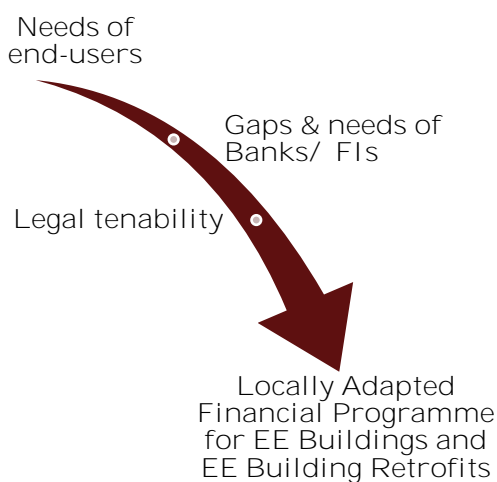 Needs of
end-users
Gaps & needs of
Banks/ FIs
Legal tenability
Locally Adapted
Financial Programme
for EE Buildings and
EE Building Retrofits